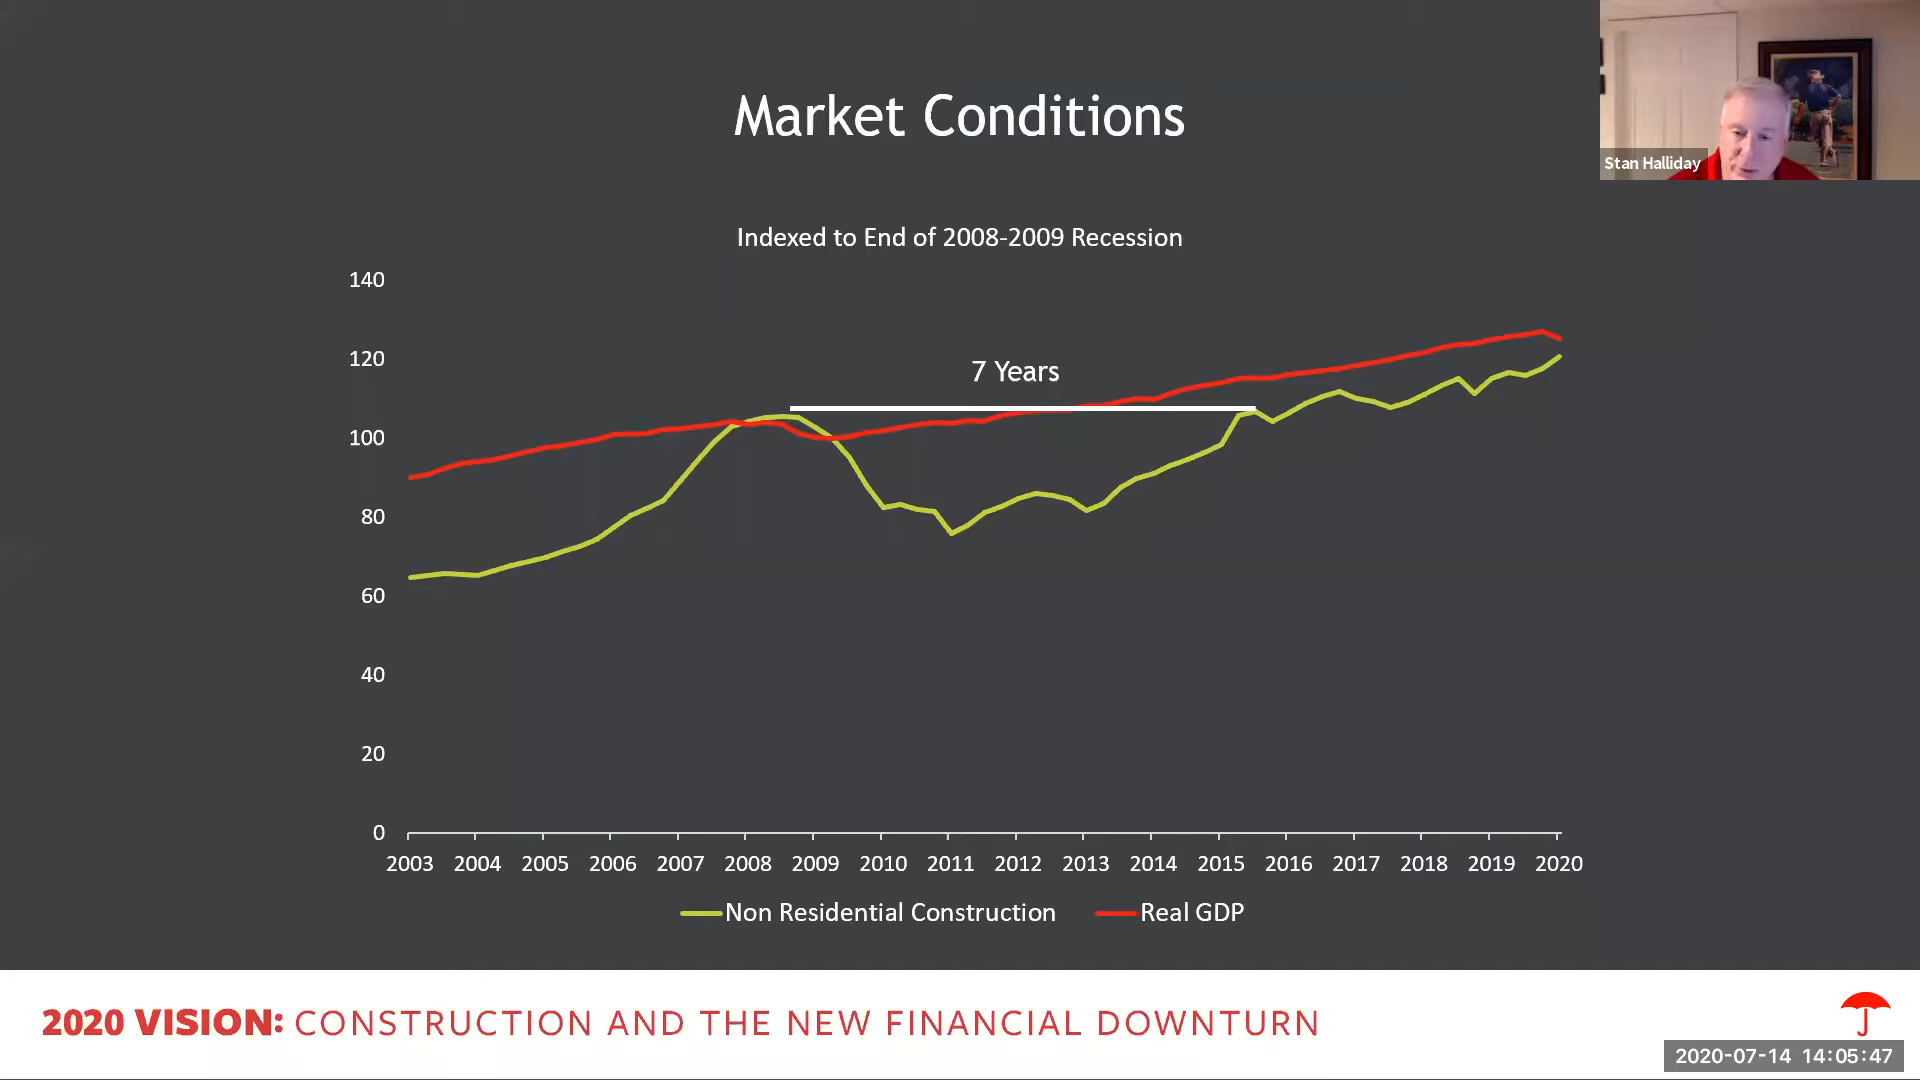 Market Conditions
Stan Halliday
Indexed to End of 2008-2009 Recession
140
120
7 Years
100
80
60
40
20
0
2003 2004 2005 2006 2007 2008 2009 2010 2011 2012 2013 2014 2015 2016 2017 2018 2019 2020
Non Residential Construction Real GDP
2020 VISION: CONSTRUCTION AND THE NEW FINANCIAL DOWNTURN
2020-07-14 14:05:47